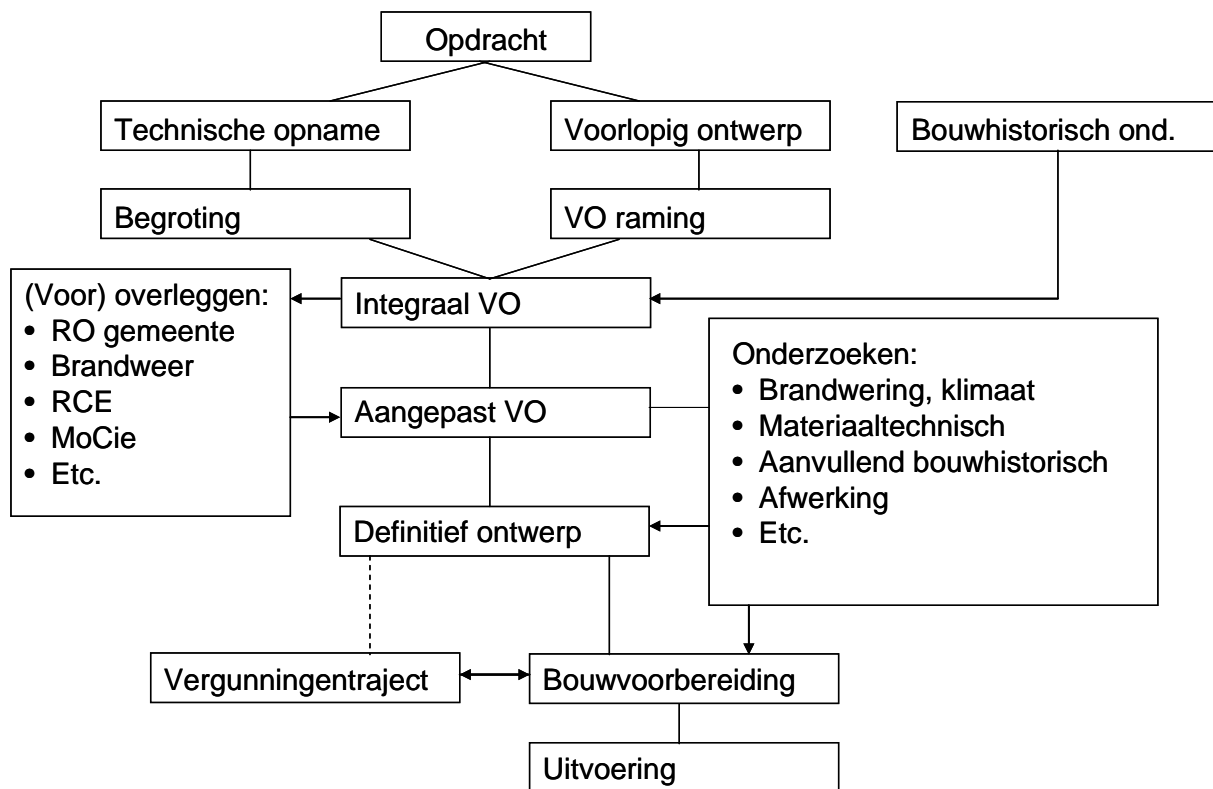 Opdracht
Technische opname
Voorlopig ontwerp
Bouwhistorisch ond.
Begroting
VO raming
(Voor) overleggen:
• RO gemeente
• Brandweer
• RCE
• MoCie
• Etc.
Integraal VO
Aangepast VO
Onderzoeken:
• Brandwering, klimaat
• Materiaaltechnisch
• Aanvullend bouwhistorisch
• Afwerking
• Etc.
Definitief ontwerp
Vergunningentraject
Bouwvoorbereiding
Uitvoering